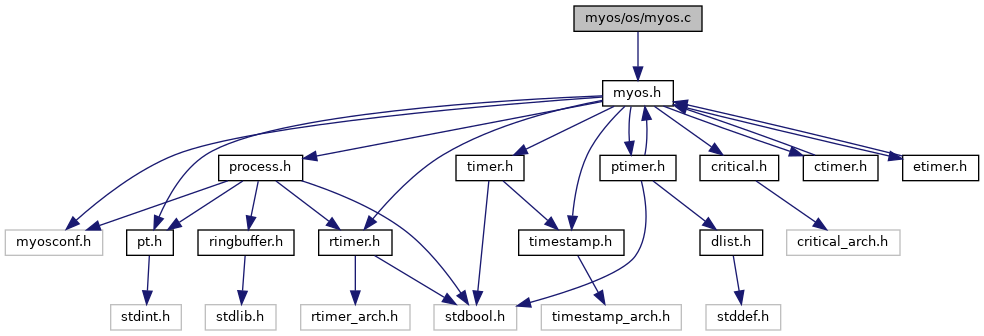 myos/os/myos.c
myos.h
process.h
timer.h
ptimer.h
critical.h
ctimer.h
etimer.h
myosconf.h
pt.h
ringbuffer.h
rtimer.h
timestamp.h
dlist.h
critical_arch.h
stdint.h
stdlib.h
rtimer_arch.h
stdbool.h
timestamp_arch.h
stddef.h